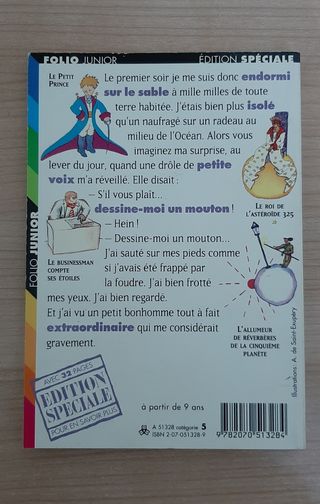 FOLIO JUNIOR
ÉDITION SPÉCIALE
LE PETIT
PRINCE
Le premier soir je me suis donc endormi
sur le sable à mille milles de toute
terre habitée. J'étais bien plus isolé
qu'un naufragé sur un radeau au
milieu de l'Océan. Alors vous
imaginez ma surprise, au
lever du jour, quand une drôle de petite
voix m'a réveillé. Elle disait :
– S'il vous plaît...
dessine-moi un mouton !
– Hein !
– Dessine-moi un mouton...
J'ai sauté sur mes pieds comme
si j'avais été frappé par
la foudre. J'ai bien frotté
mes yeux. J'ai bien regardé.
Et j'ai vu un petit bonhomme tout à fait
extraordinaire qui me considérait
gravement.
LE ROI DE
L'ASTÉROÏDE 325
LE BUSINESSMAN
COMPTE
SES ÉTOILES
L'ALLUMEUR
DE RÉVERBÈRES
DE LA CINQUIÈME
PLANÈTE
Illustrations : A. de Saint-Exupéry
FOLIO JUNIOR
AVEC 32 PAGES
EDITION
SPÉCIALE
POUR EN SAVOIR PLUS
à partir de 9 ans
A 51328 catégorie 5
ISBN 2-07-051328-9
9 782070 513284